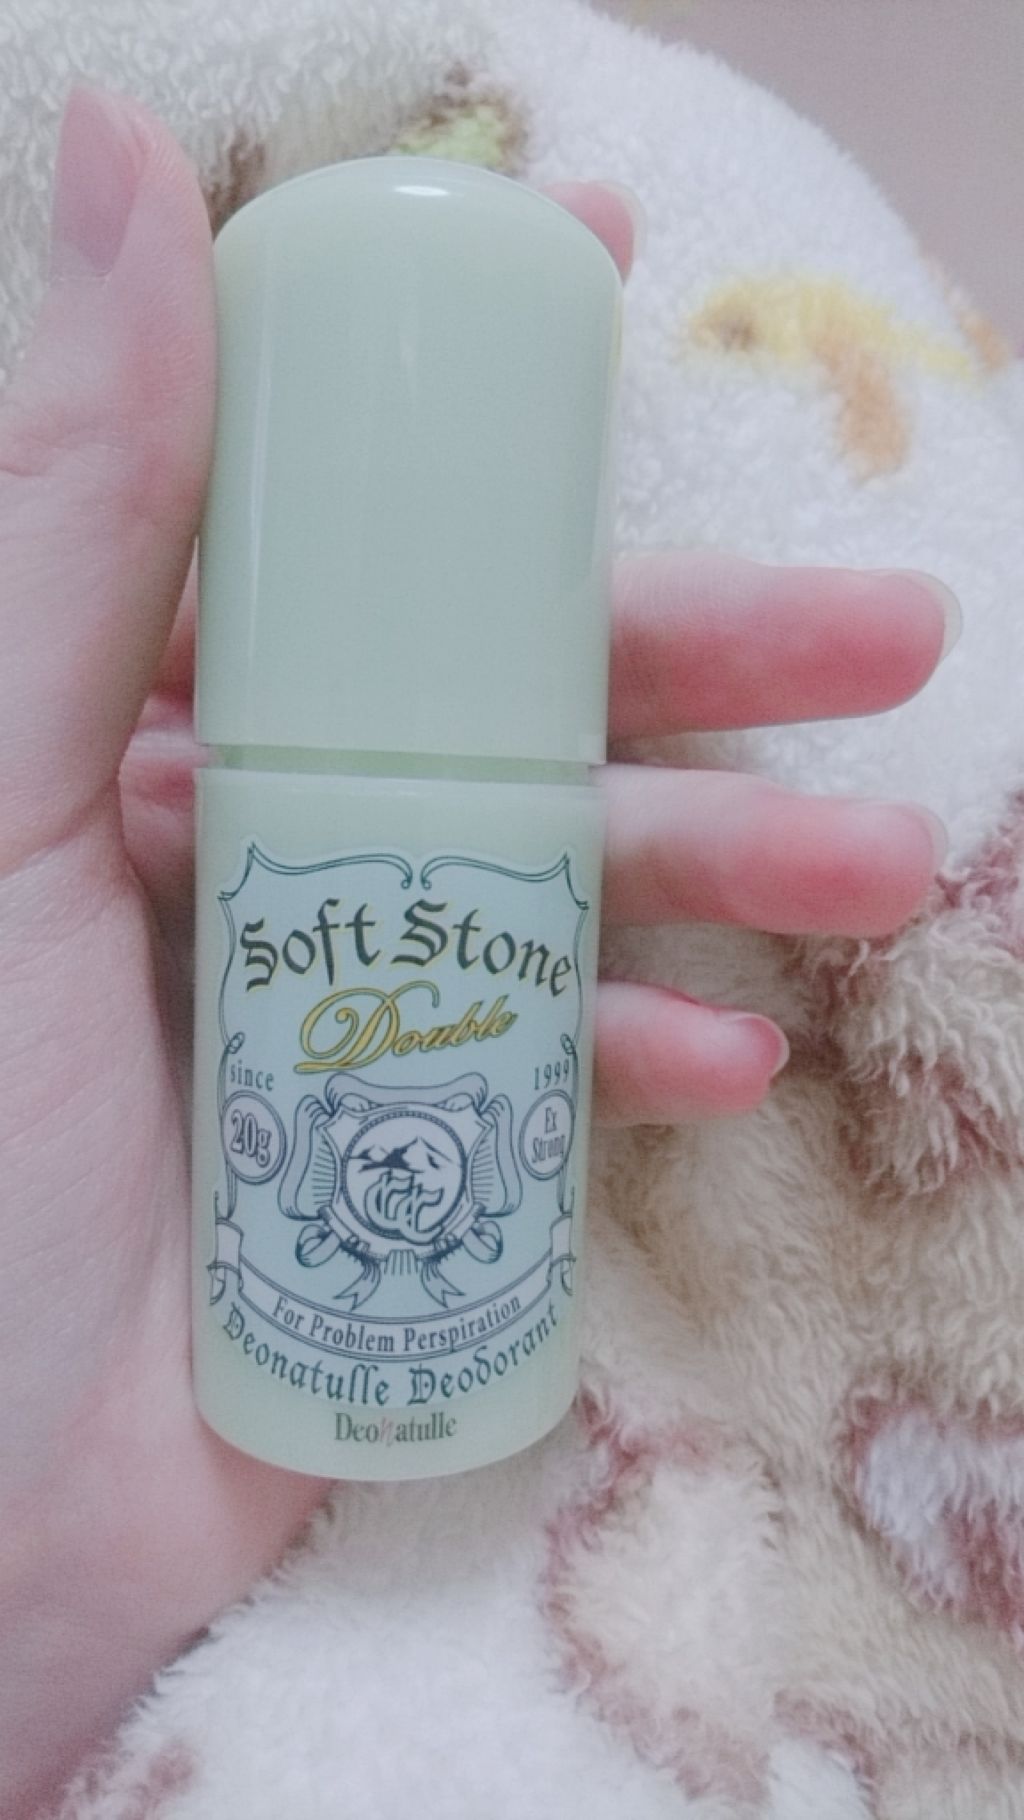 Soft Stone
Double
since 1999
20g
Ex
Strong
For Problem Perspiration
Deonatulle Deodorant
Deonatulle